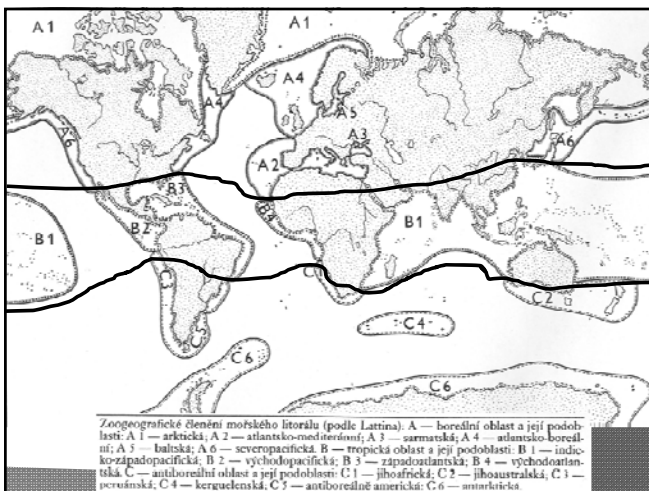 A1
A1
A4
A4
A6
A5
A3
A6
A2
B3
B4
B1
B2
B1
C1
C3
C2
C5
C4
C6
C6
Zoogeografické členění mořského litorálu (podle Lattina): A — boreální oblast a její podob-
lasti: A 1 — arktická; A 2 — atlantsko-mediteránní; A 3 — sarmatská; A 4 — atlantsko-boreál-
ní; A 5 — baltská; A 6 — severopacifická. B — tropická oblast a její podoblasti: B 1 — indic-
ko-západopacifická; B 2 — východopacifická; B 3 — západoatlantská; B 4 — východoatlan-
tská. C — antiboreální oblast a její podoblasti: C 1 — jihoafrická; C 2 — jihoaustralská; C 3 —
peruánská; C 4 — kerguelenská; C 5 — antiboreálně americká; C 6 — antarktická.